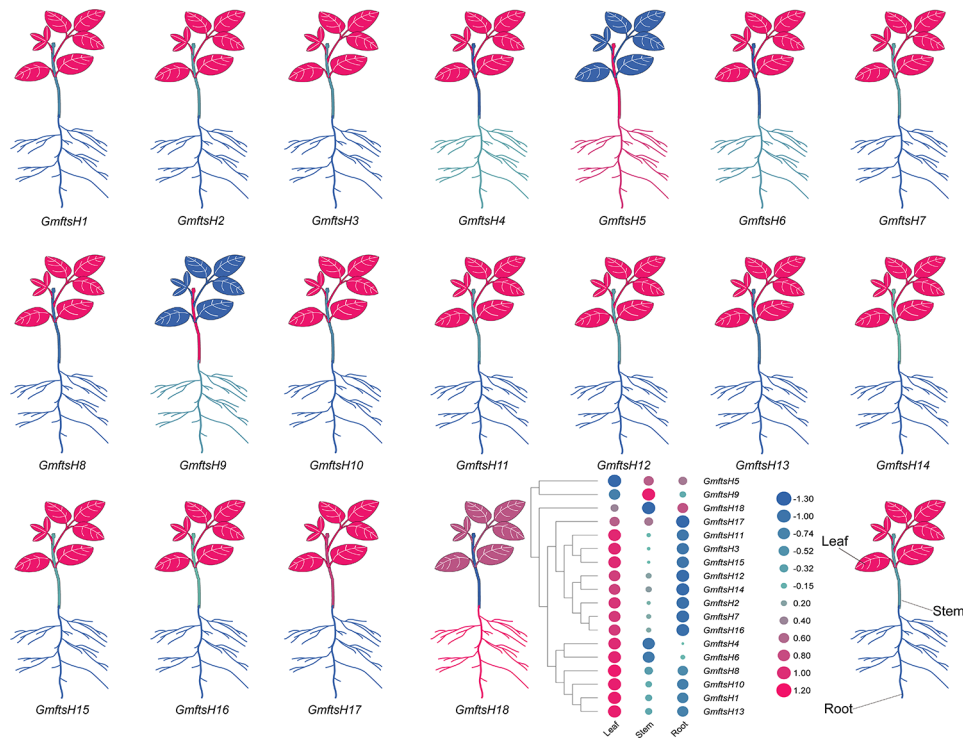 GmftsH1 GmftsH2 GmftsH3 GmftsH4 GmftsH5 GmftsH6 GmftsH7
GmftsH8 GmftsH9 GmftsH10 GmftsH11 GmftsH12 GmftsH13 GmftsH14
GmftsH15 GmftsH16 GmftsH17 GmftsH18
GmftsH5
GmftsH9
GmftsH18
GmftsH17
GmftsH11
GmftsH3
GmftsH15
GmftsH12
GmftsH14
GmftsH2
GmftsH7
GmftsH16
GmftsH4
GmftsH6
GmftsH8
GmftsH10
GmftsH1
GmftsH13
Leaf Stem Root
-1.30
-1.00
-0.74
-0.52
-0.32
-0.15
0.20
0.40
0.60
0.80
1.00
1.20
Leaf
Stem
Root